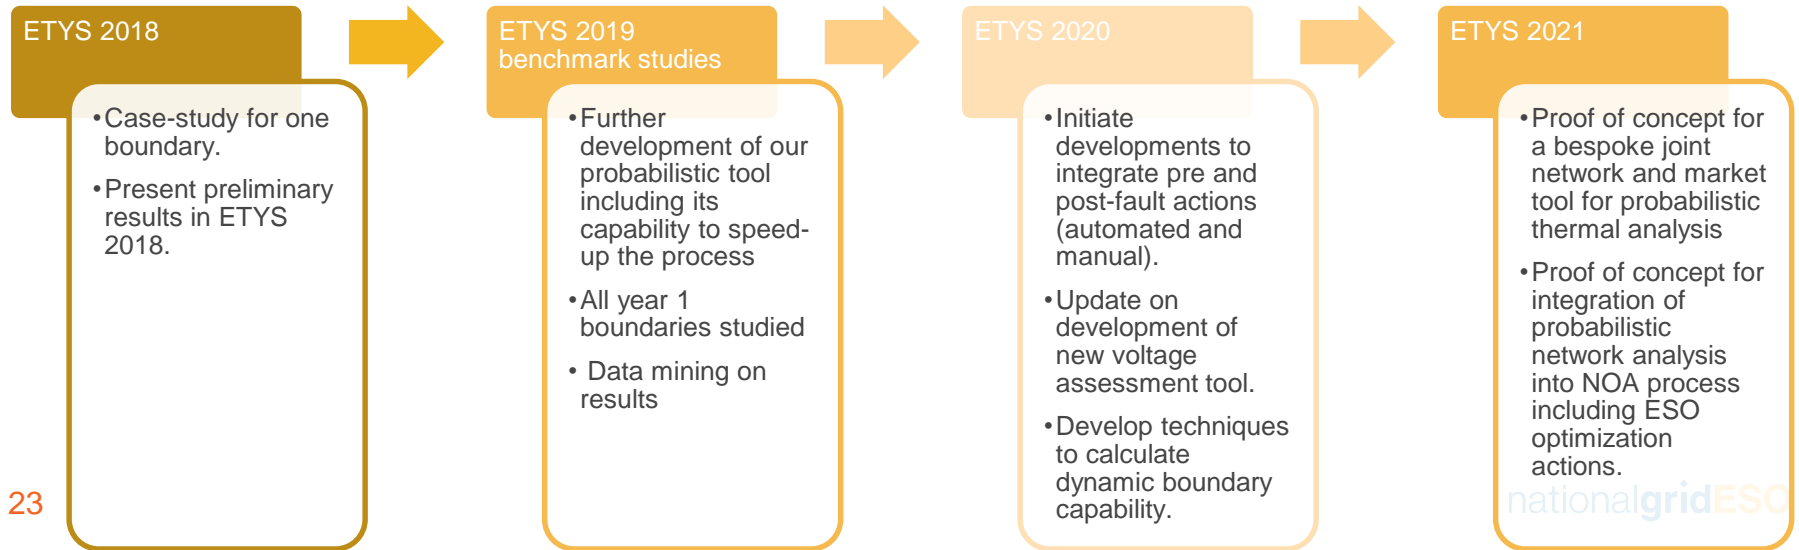 ETYS 2018
•Case-study for one
boundary.
•Present preliminary
results in ETYS
2018.
ETYS 2019
benchmark studies
•Further
development of our
probabilistic tool
including its
capability to speed-
up the process
•All year 1
boundaries studied
• Data mining on
results
ETYS 2020
•Initiate
developments to
integrate pre and
post-fault actions
(automated and
manual).
•Update on
development of
new voltage
assessment tool.
•Develop techniques
to calculate
dynamic boundary
capability.
ETYS 2021
•Proof of concept for
a bespoke joint
network and market
tool for probabilistic
thermal analysis
•Proof of concept for
integration of
probabilistic
network analysis
into NOA process
including ESO
optimization
actions.
23
nationalgridESO